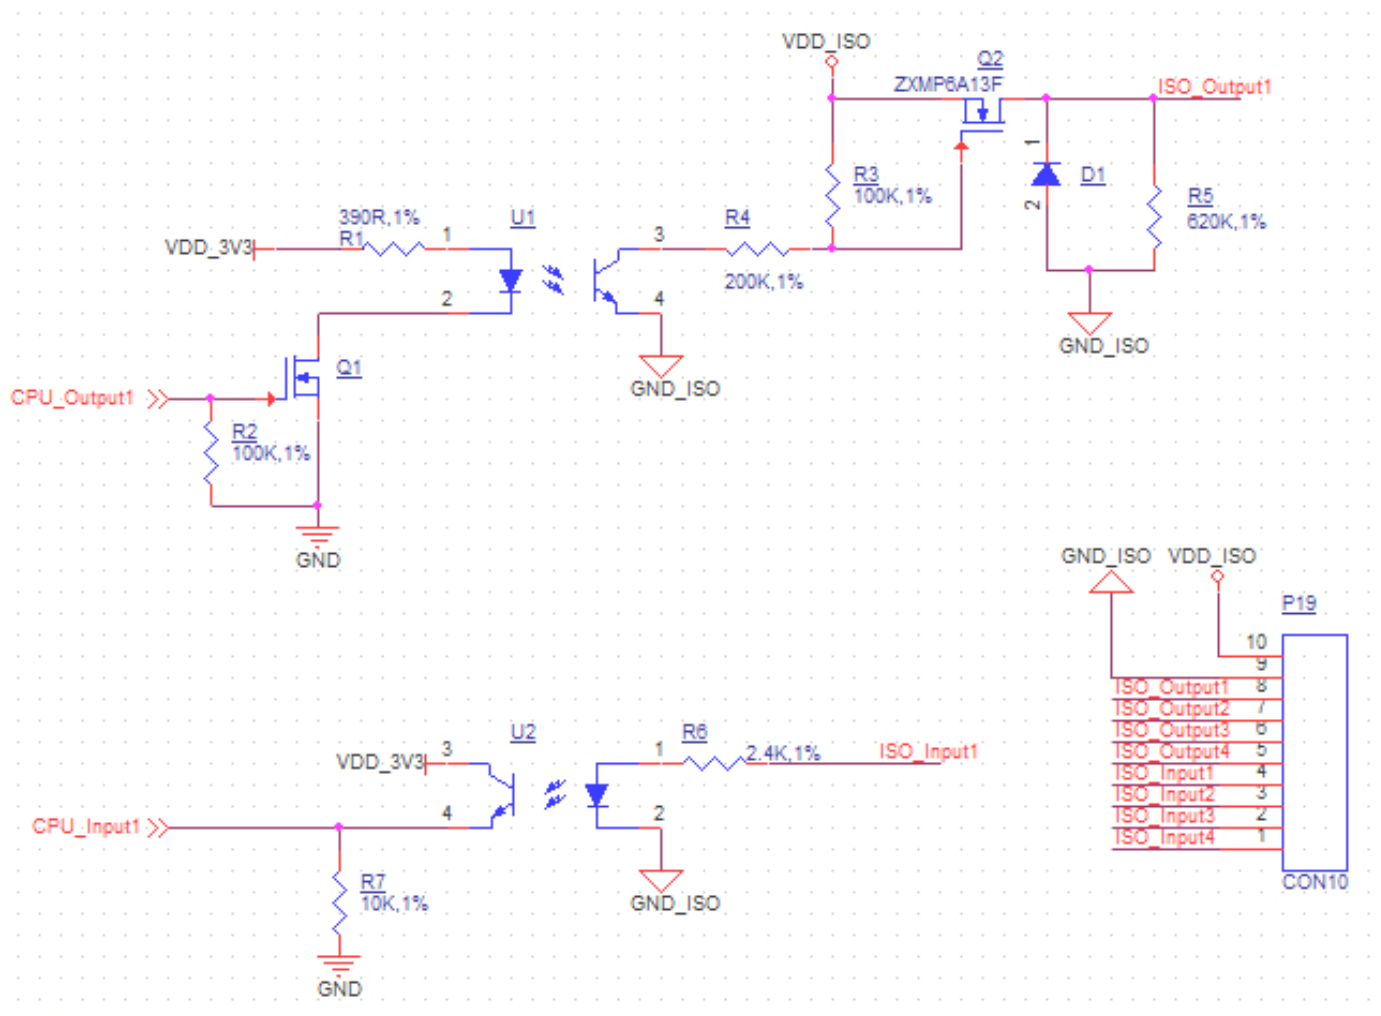 VDD_ISO
Q2
ZXMP6A13F
ISO_Output1
1
D1
2
R3
100K,1%
R5
620K,1%
390R,1%
R1
VDD_3V3
1
U1
3
R4
200K,1%
2
4
GND_ISO
GND_ISO
Q1
CPU_Output1
R2
100K,1%
GND
GND_ISO
VDD_ISO
P19
10
9
ISO_Output1 8
ISO_Output2 7
ISO_Output3 6
ISO_Output4 5
ISO_Input1 4
ISO_Input2 3
ISO_Input3 2
ISO_Input4 1
CON10
VDD_3V3
3
U2
1
R6
2.4K,1%
ISO_Input1
CPU_Input1
4
2
R7
10K,1%
GND_ISO
GND